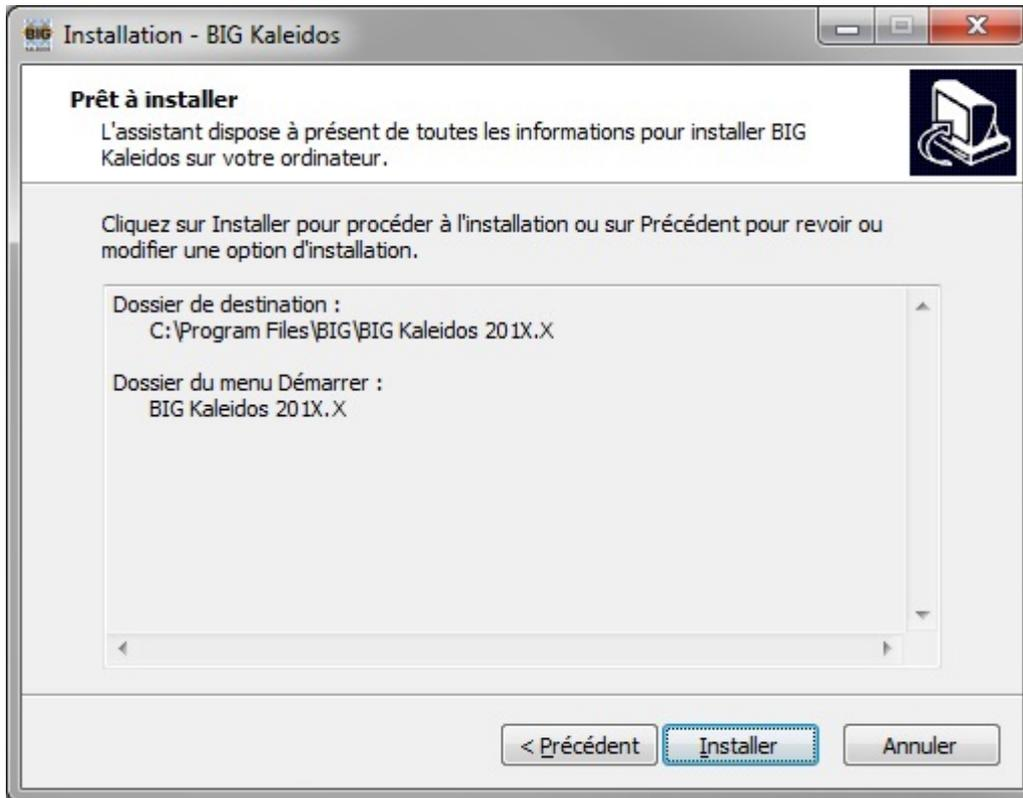 BIG
Installation - BIG Kaleidos
Prêt à installer
L'assistant dispose à présent de toutes les informations pour installer BIG
Kaleidos sur votre ordinateur.
Cliquez sur Installer pour procéder à l'installation ou sur Précédent pour revoir ou
modifier une option d'installation.
Dossier de destination :
C:\Program Files\BIG\BIG Kaleidos 201X.X
Dossier du menu Démarrer :
BIG Kaleidos 201X.X
< Précédent
Installer
Annuler